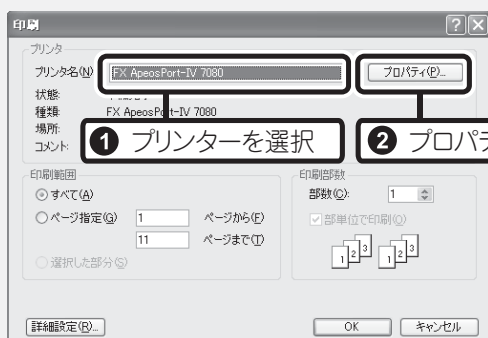 印刷
プリンタ
プリンタ名(N) FX ApeosPort-IV 7080 プロパティ(P)...
状態:
種類: FX ApeosPort-IV 7080
場所:
コメント:
❶ プリンターを選択 ❷ プロパテ
印刷範囲 印刷部数
すべて(A) 部数(C): 1
ページ指定(G) 1 ページから(F) 部単位で印刷(O)
11 ページまで(T)
1 2 3 1 2 3
選択した部分(S)
詳細設定(R)... OK キャンセル